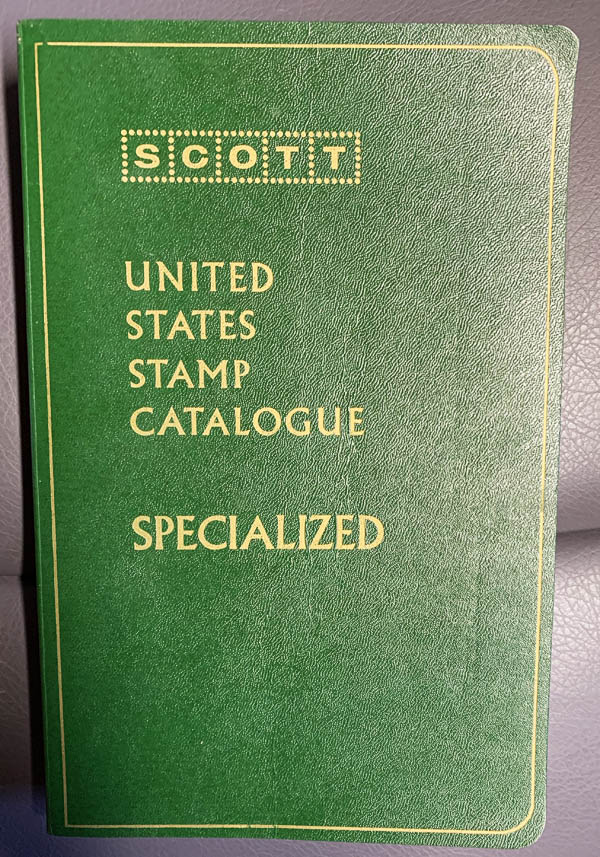 SCOTT
UNITED
STATES
STAMP
CATALOGUE
SPECIALIZED